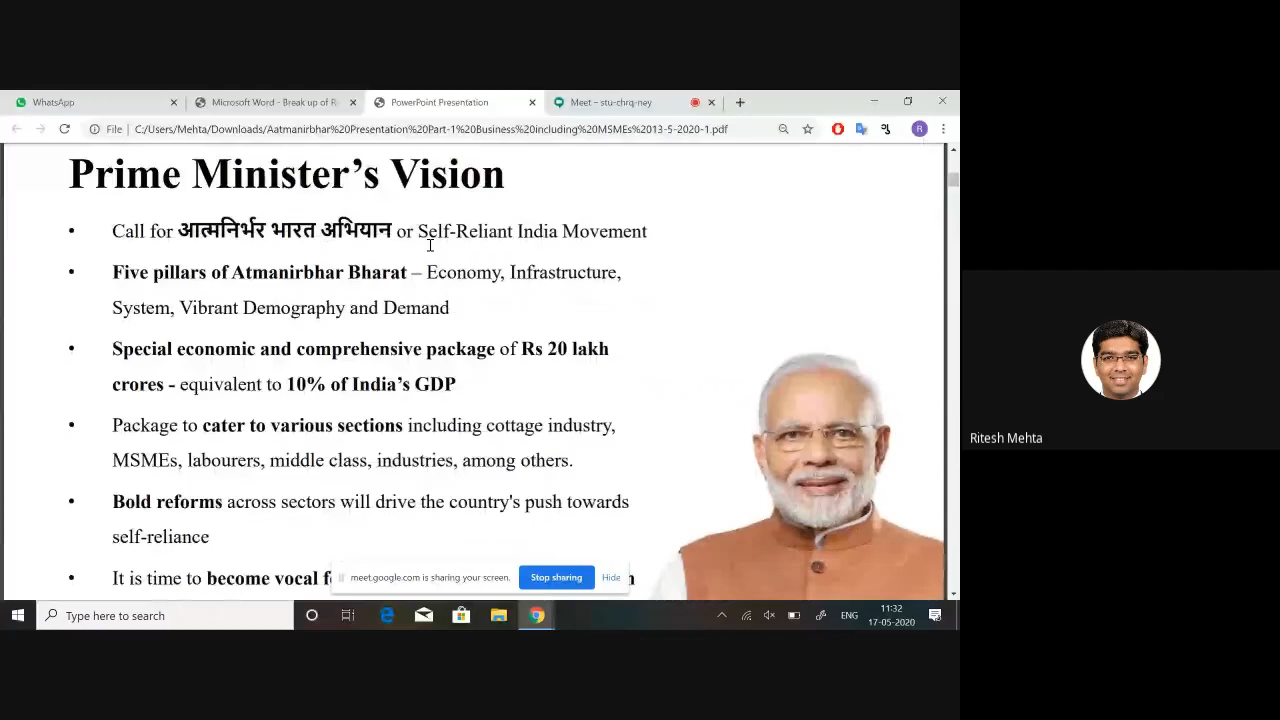 WhatsApp
Microsoft Word - Break up of R
PowerPoint Presentation
Meet – stu-chrq-ney
File
C:/Users/Mehta/Downloads/Aatmanirbhar%20Presentation%20Part-1%20Business%20including%20MSMEs%2013-5-2020-1.pdf
R
Prime Minister’s Vision
• Call for आत्मनिर्भर भारत अभियान or Self-Reliant India Movement
• Five pillars of Atmanirbhar Bharat – Economy, Infrastructure,
System, Vibrant Demography and Demand
• Special economic and comprehensive package of Rs 20 lakh
crores - equivalent to 10% of India’s GDP
• Package to cater to various sections including cottage industry,
MSMEs, labourers, middle class, industries, among others.
• Bold reforms across sectors will drive the country's push towards
self-reliance
• It is time to become vocal
meet.google.com is sharing your screen.
Stop sharing
Hide
Ritesh Mehta
Type here to search
ENG
11:32
17-05-2020